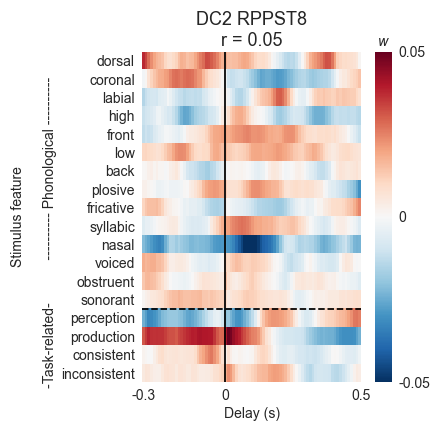 DC2 RPPST8
r = 0.05
w
dorsal
coronal
labial
high
front
low
back
plosive
fricative
syllabic
nasal
voiced
obstruent
sonorant
perception
production
consistent
inconsistent
Stimulus feature
---------- Phonological ----------
-Task-related-
-0.3
0
0.5
Delay (s)
0.05
0
-0.05